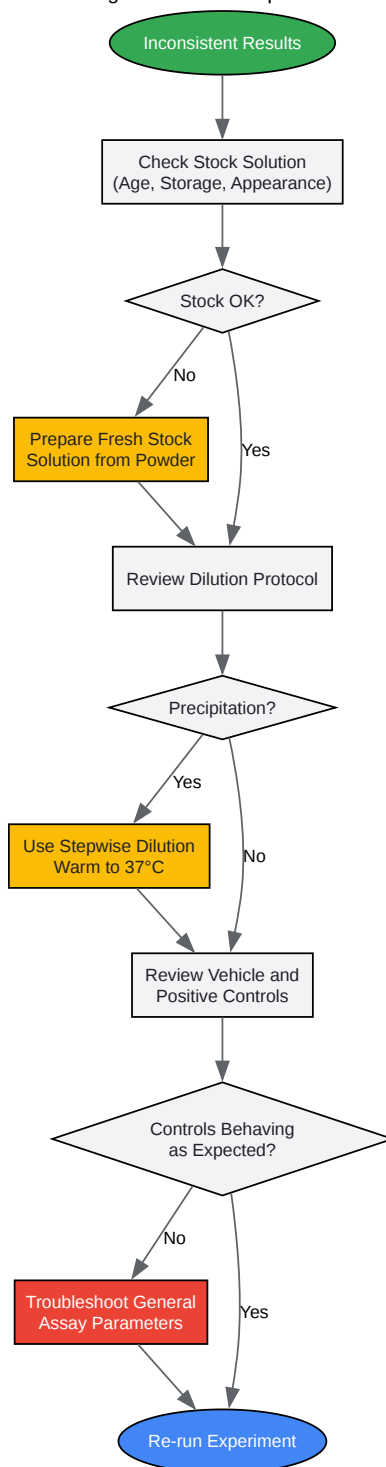 Inconsistent Results
Check Stock Solution
(Age, Storage, Appearance)
Stock OK?
No
Yes
Prepare Fresh Stock
Solution from Powder
Review Dilution Protocol
Precipitation?
Yes
No
Use Stepwise Dilution
Warm to 37°C
Review Vehicle and
Positive Controls
Controls Behaving
as Expected?
No
Yes
Troubleshoot General
Assay Parameters
Re-run Experiment